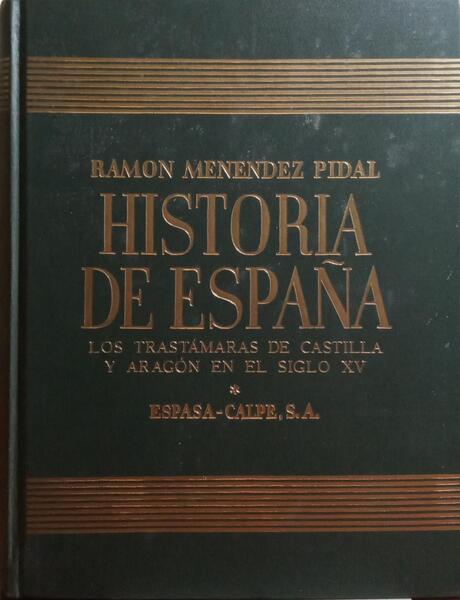 RAMON MENENDEZ PIDAL
HISTORIA
DE ESPAÑA
LOS TRASTÁMARAS DE CASTILLA
Y ARAGÓN EN EL SIGLO XV
*
ESPASA-CALPE, S.A.